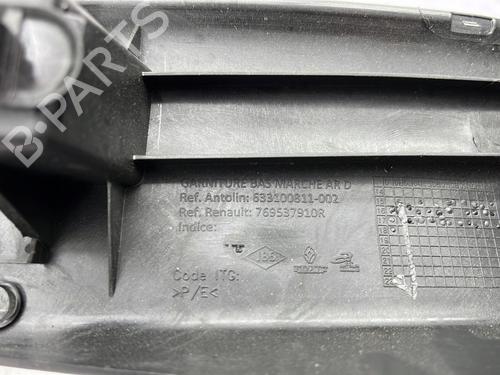 B-PARTS
GARNITURE BAS MARCHE AR D
Ref. Antolin: 633100811-002
Ref. Renault: 769537910R
Indice:
Code ITG:
>P/E<